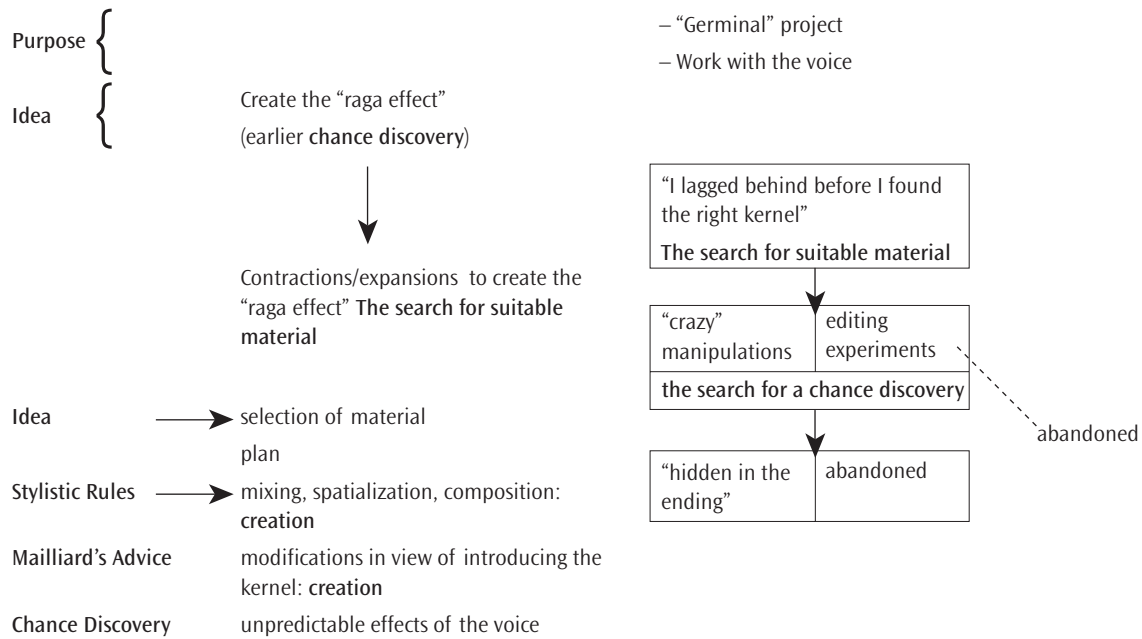 Purpose
– “Germinal” project
– Work with the voice
Idea
Create the “raga effect”
(earlier chance discovery)
“I lagged behind before I found
the right kernel”
The search for suitable material
Contractions/expansions to create the
“raga effect” The search for suitable
material
“crazy”
manipulations
editing
experiments
the search for a chance discovery
abandoned
Idea
selection of material
plan
“hidden in the
ending”
abandoned
Stylistic Rules
mixing, spatialization, composition:
creation
Mailliard’s Advice
modifications in view of introducing the
kernel: creation
Chance Discovery
unpredictable effects of the voice